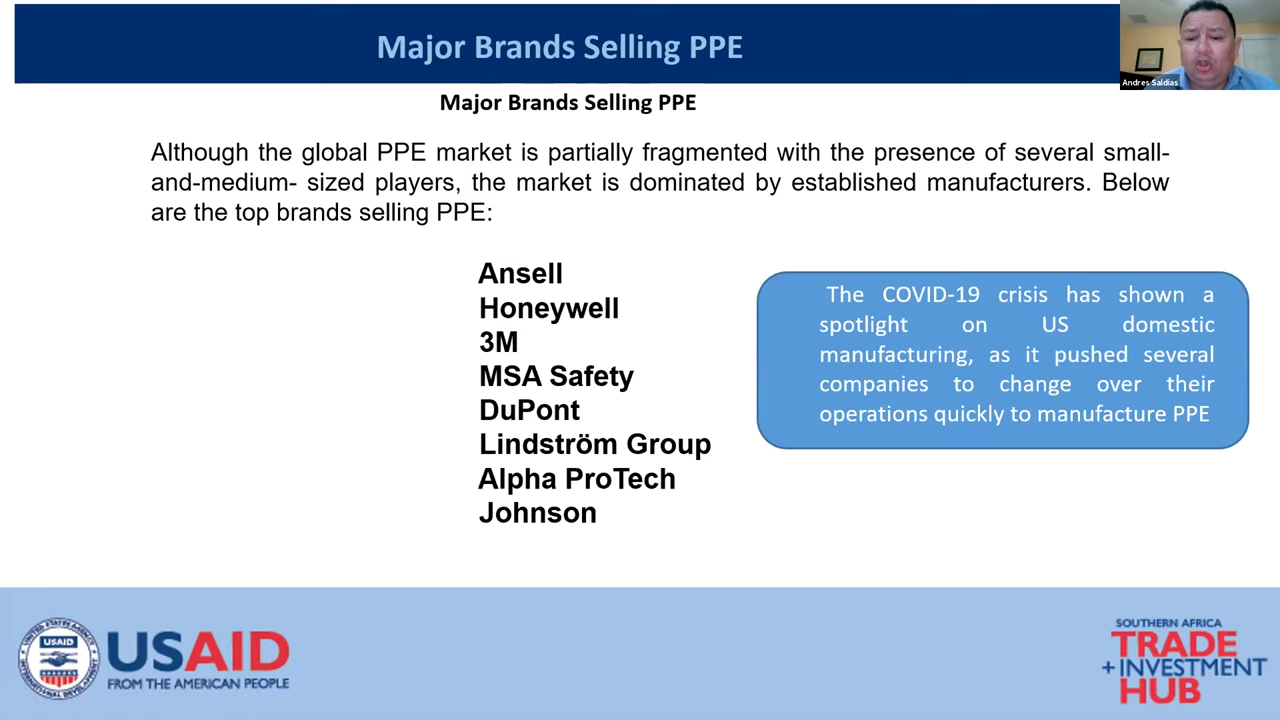 Major Brands Selling PPE
Andres Saldias
Major Brands Selling PPE
Although the global PPE market is partially fragmented with the presence of several small-
and-medium- sized players, the market is dominated by established manufacturers. Below
are the top brands selling PPE:
Ansell
Honeywell
3M
MSA Safety
DuPont
Lindström Group
Alpha ProTech
Johnson
The COVID-19 crisis has shown a
spotlight on US domestic
manufacturing, as it pushed several
companies to change over their
operations quickly to manufacture PPE
USAID
USAID
FROM THE AMERICAN PEOPLE
SOUTHERN AFRICA
TRADE
+INVESTMENT
HUB